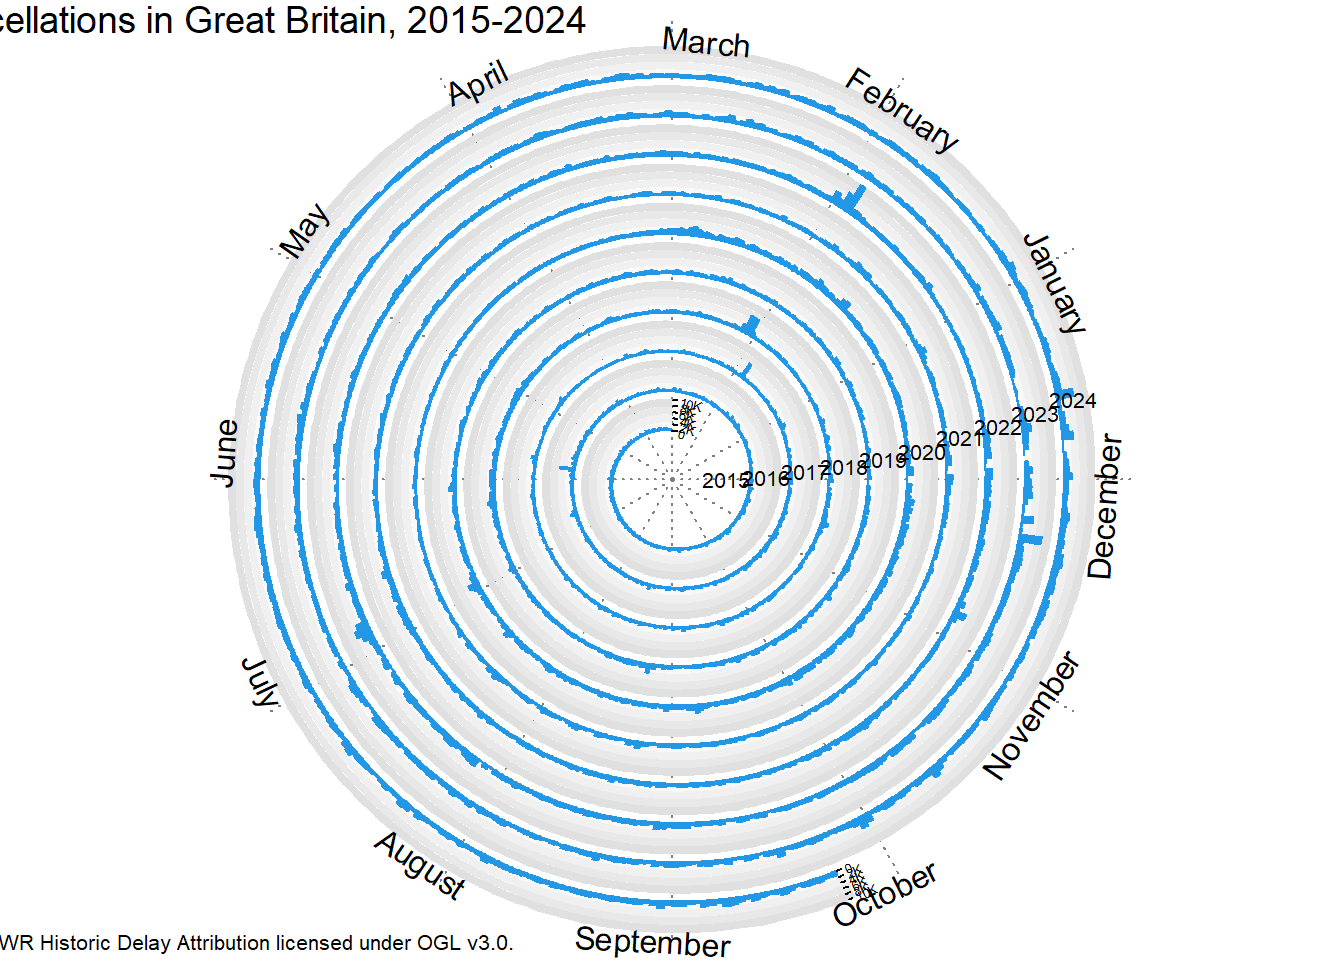 cellations in Great Britain, 2015-2024
March
April
February
May
January
June
2015
2016
2017
2018
2019
2020
2021
2022
2023
2024
December
July
November
August
October
September
WR Historic Delay Attribution licensed under OGL v3.0.